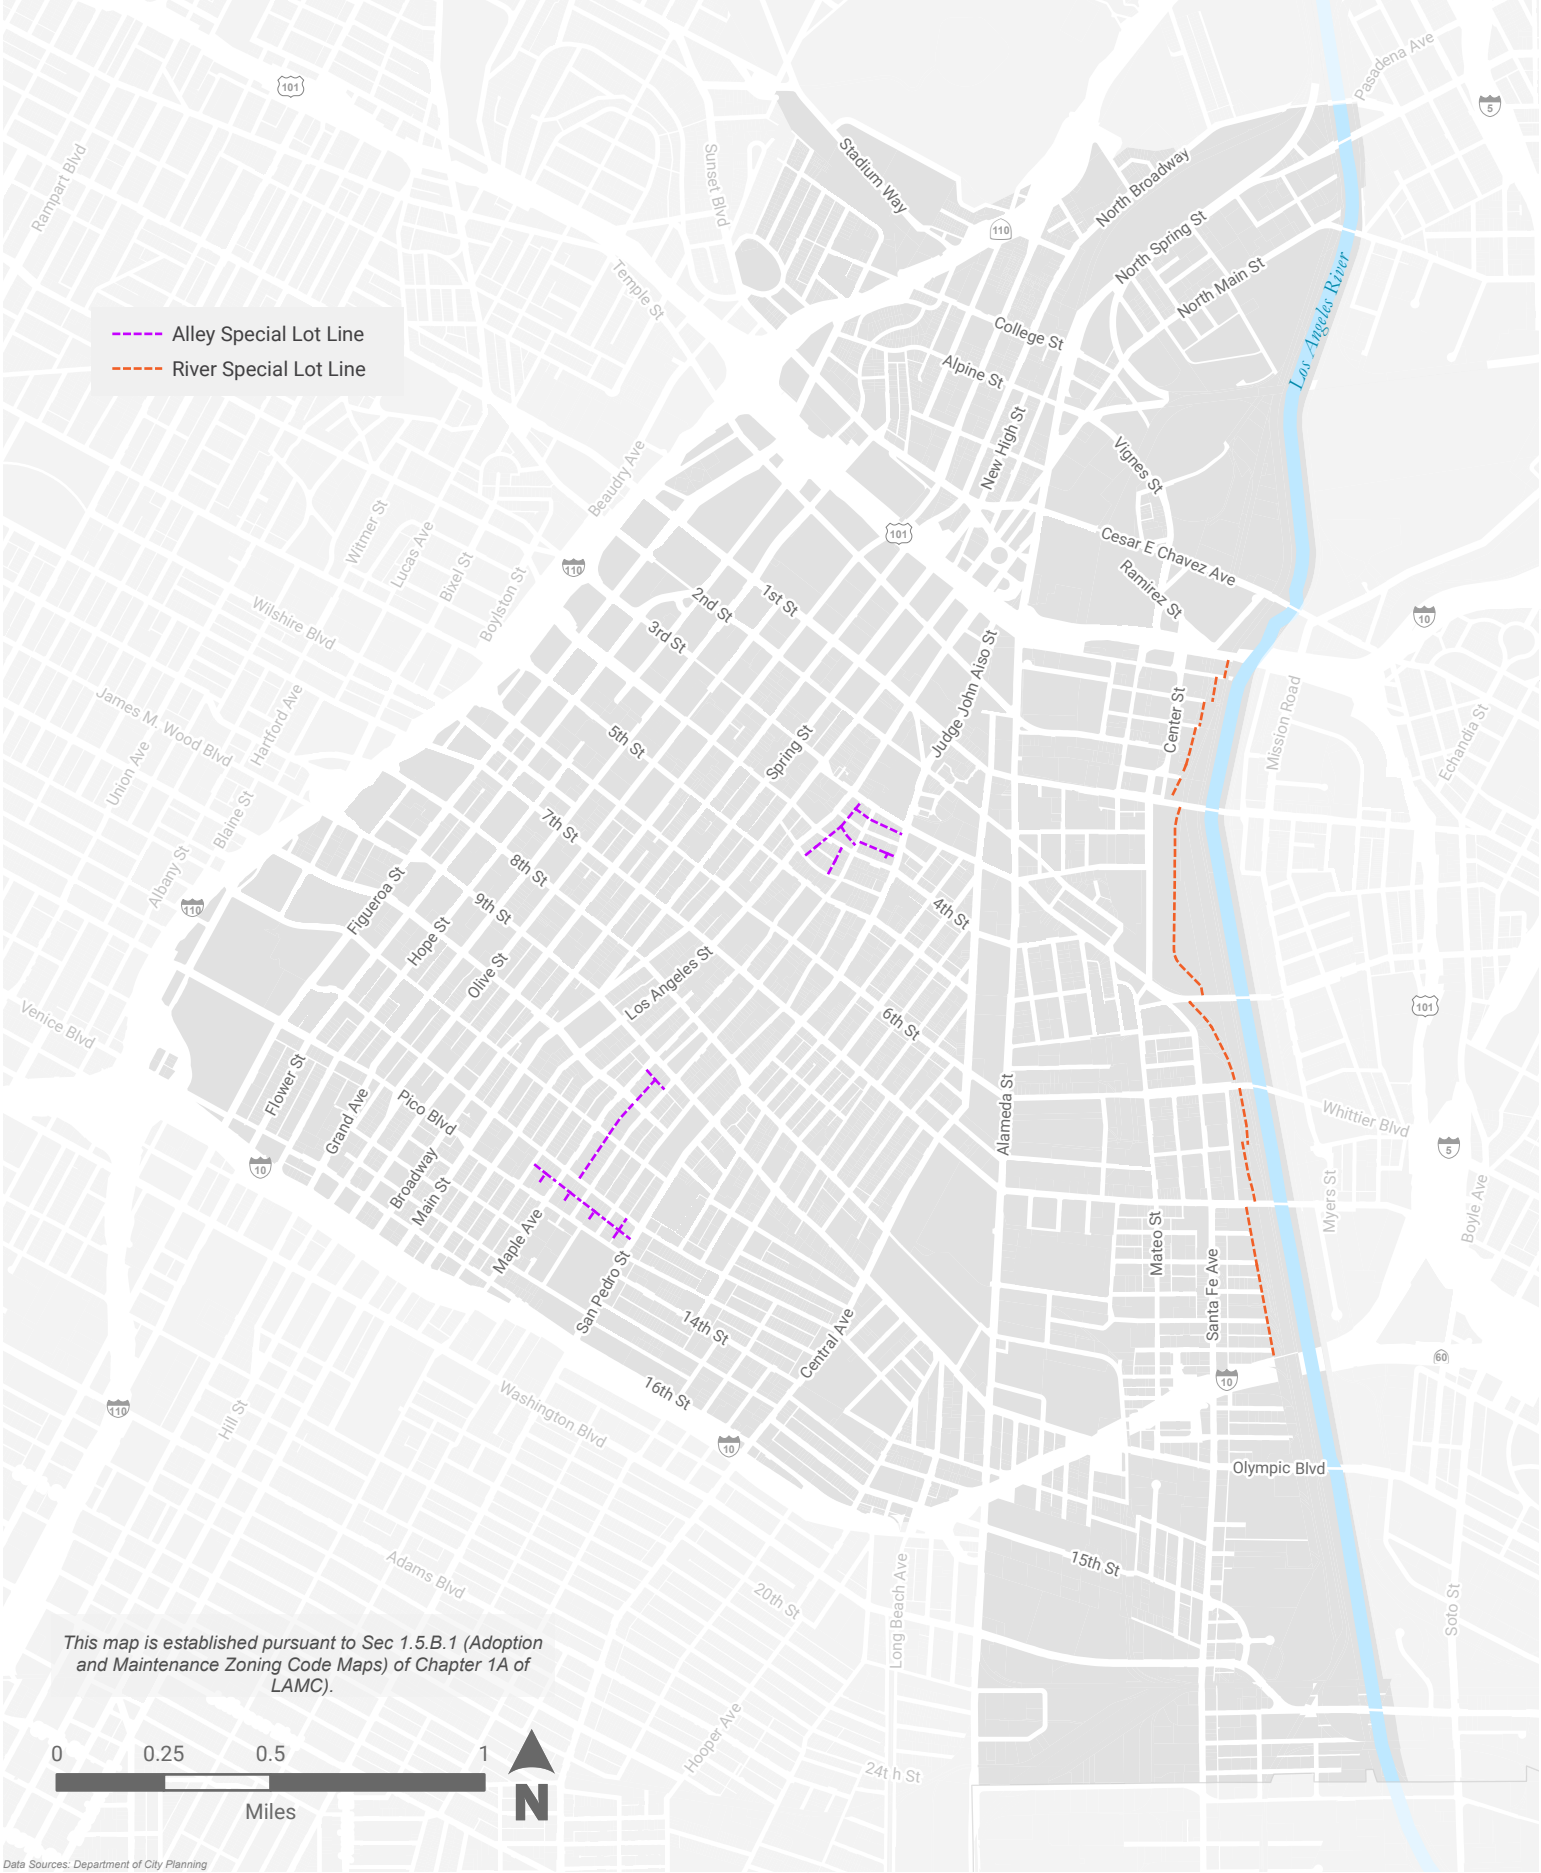 Pasadena Ave
101
5
Stadium Way
Sunset Blvd
Rampart Blvd
North Broadway
110
North Spring St
North Main St
Temple St
Los Angeles River
Alley Special Lot Line
River Special Lot Line
College St
Alpine St
New High St
Vignes St
Beaudry Ave
Witmer St
Lucas Ave
Bixel St
Boylston St
110
101
Cesar E Chavez Ave
Ramirez St
10
Wilshire Blvd
2nd St
1st St
3rd St
Judge John Aiso St
James M. Wood Blvd
Hartford Ave
Union Ave
Blaine St
Albany St
5th St
Spring St
Center St
Mission Road
Echandia St
7th St
8th St
9th St
Figueroa St
110
Hope St
Olive St
4th St
Los Angeles St
6th St
101
Venice Blvd
Flower St
Grand Ave
Pico Blvd
Broadway
Main St
Alameda St
Whittier Blvd
5
10
Maple Ave
San Pedro St
Mateo St
Santa Fe Ave
Myers St
Boyle Ave
14th St
Central Ave
60
16th St
10
110
Hill St
Washington Blvd
10
Olympic Blvd
Adams Blvd
15th St
20th St
Long Beach Ave
Soto St
This map is established pursuant to Sec 1.5.B.1 (Adoption
and Maintenance Zoning Code Maps) of Chapter 1A of
LAMC).
Hooper Ave
24t h St
0 0.25 0.5 1
Miles
N
Data Sources: Department of City Planning